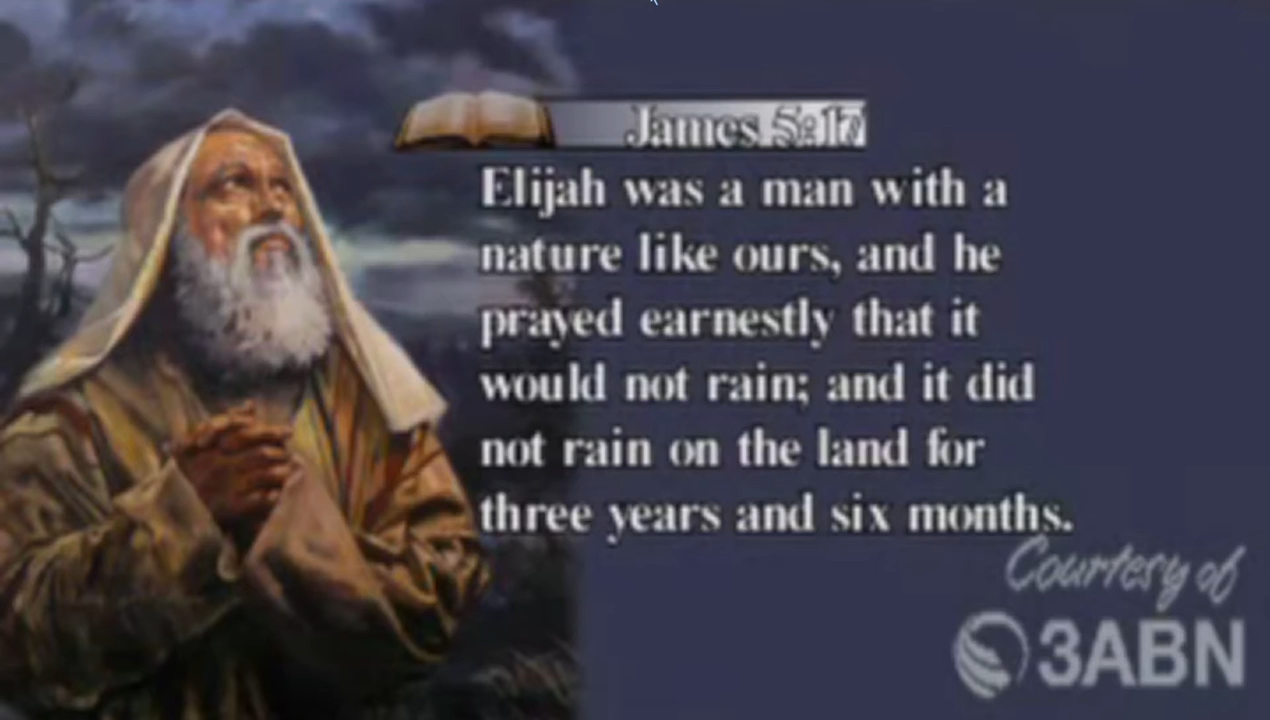 James 5:17
Elijah was a man with a
nature like ours, and he
prayed earnestly that it
would not rain; and it did
not rain on the land for
three years and six months.
Courtesy of
3ABN